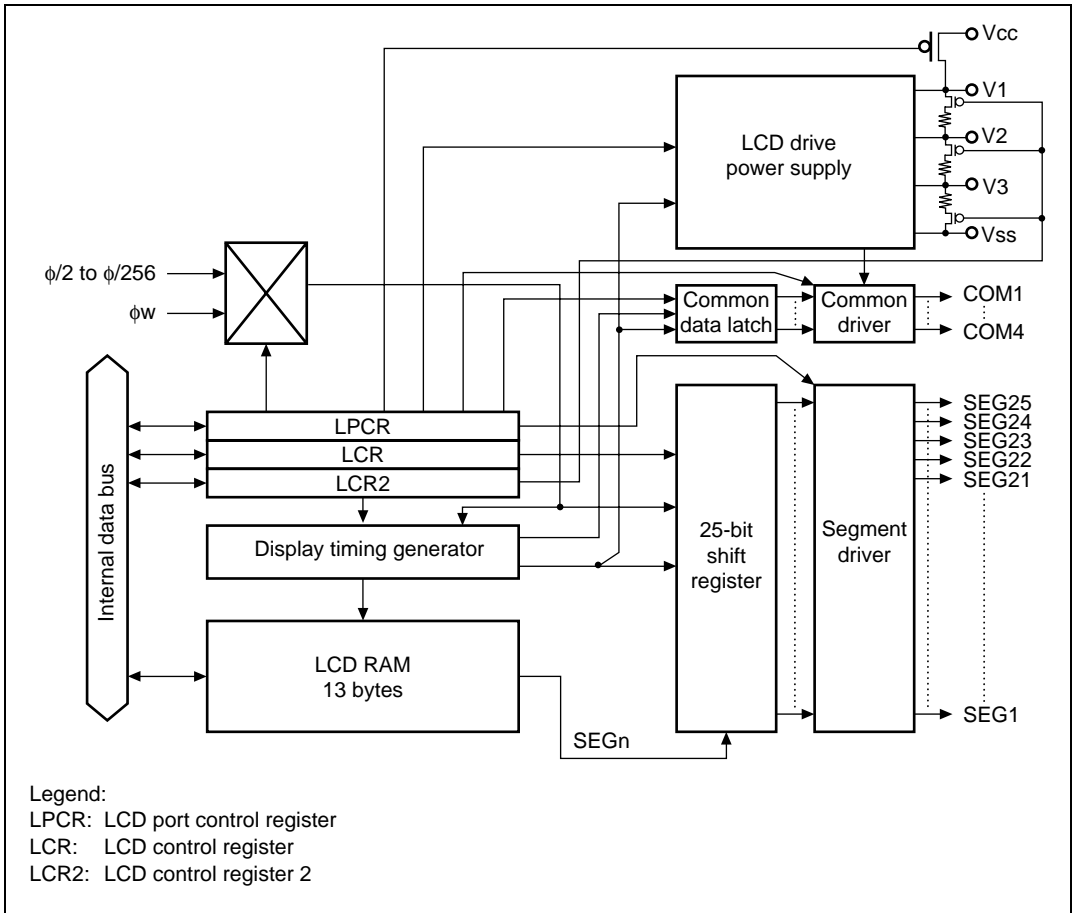 Vcc
V1
V2
V3
Vss
LCD drive
power supply
ϕ/2 to ϕ/256
ϕw
Common
data latch
Common
driver
COM1
COM4
LPCR
LCR
LCR2
Display timing generator
LCD RAM
13 bytes
Internal data bus
25-bit
shift
register
Segment
driver
SEG25
SEG24
SEG23
SEG22
SEG21
SEG1
SEGn
Legend:
LPCR: LCD port control register
LCR: LCD control register
LCR2: LCD control register 2